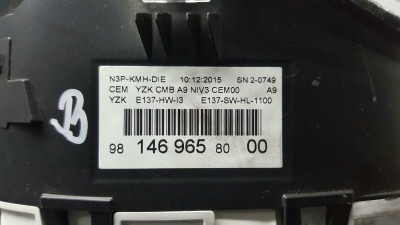 N3P-KMH-DIE 10:12:2015 SN 2-0749
CEM YZK CMB A9 NIV3 CEM00 A9
YZK E137-HW-I3 E137-SW-HL-1100
98 146 965 80 00
B